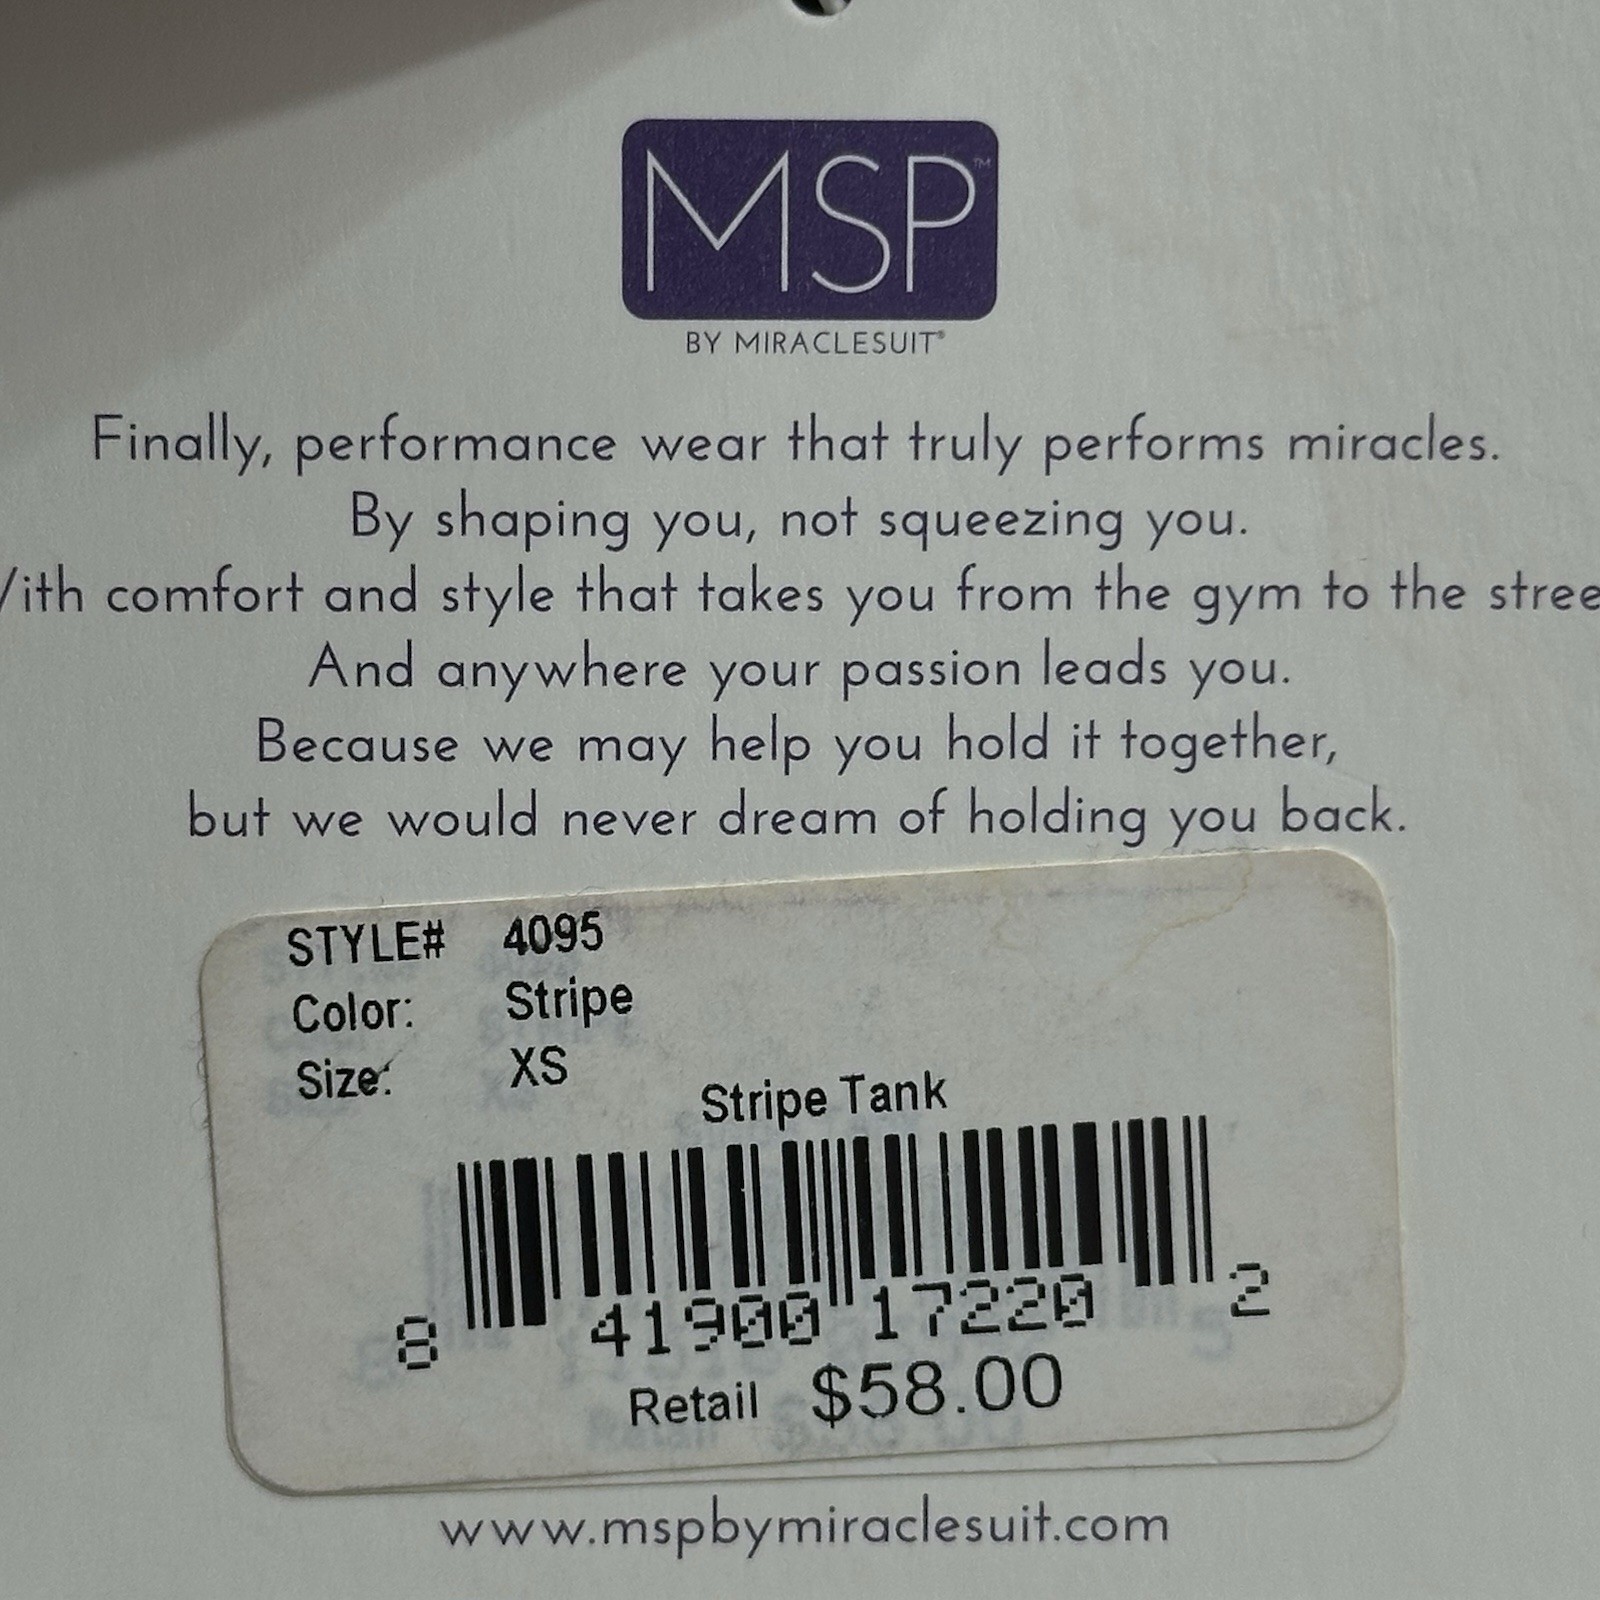 MSP™
BY MIRACLESUIT®
Finally, performance wear that truly performs miracles.
By shaping you, not squeezing you.
With comfort and style that takes you from the gym to the stree
And anywhere your passion leads you.
Because we may help you hold it together,
but we would never dream of holding you back.
STYLE# 4095
Color: Stripe
Size: XS
Stripe Tank
8 41900 17220 2
Retail $58.00
www.mspbymiraclesuit.com